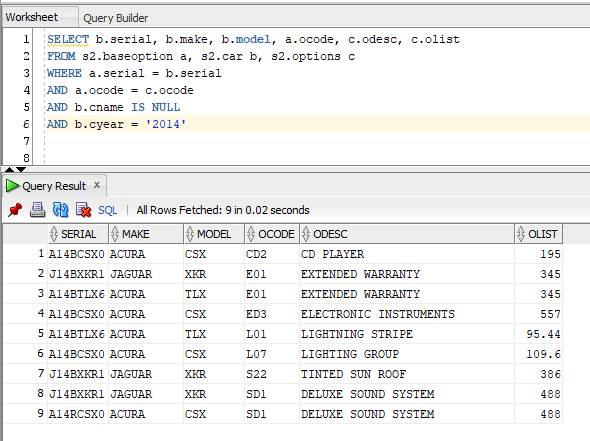 Worksheet Query Builder
1 SELECT b.serial, b.make, b.model, a.ocode, c.odesc, c.olist
2 FROM s2.baseoption a, s2.car b, s2.options c
3 WHERE a.serial = b.serial
4 AND a.ocode = c.ocode
5 AND b.cname IS NULL
6 AND b.cyear = '2014'
7
8
Query Result x
SQL | All Rows Fetched: 9 in 0.02 seconds
SERIAL MAKE MODEL OCODE ODESC OLIST
1 A14BCSX0 ACURA CSX CD2 CD PLAYER 195
2 J14BXKR1 JAGUAR XKR E01 EXTENDED WARRANTY 345
3 A14BTLX6 ACURA TLX E01 EXTENDED WARRANTY 345
4 A14BCSX0 ACURA CSX ED3 ELECTRONIC INSTRUMENTS 557
5 A14BTLX6 ACURA TLX L01 LIGHTNING STRIPE 95.44
6 A14BCSX0 ACURA CSX L07 LIGHTING GROUP 109.6
7 J14BXKR1 JAGUAR XKR S22 TINTED SUN ROOF 386
8 J14BXKR1 JAGUAR XKR SD1 DELUXE SOUND SYSTEM 488
9 A14RCSX0 ACURA CSX SD1 DELUXE SOUND SYSTEM 488